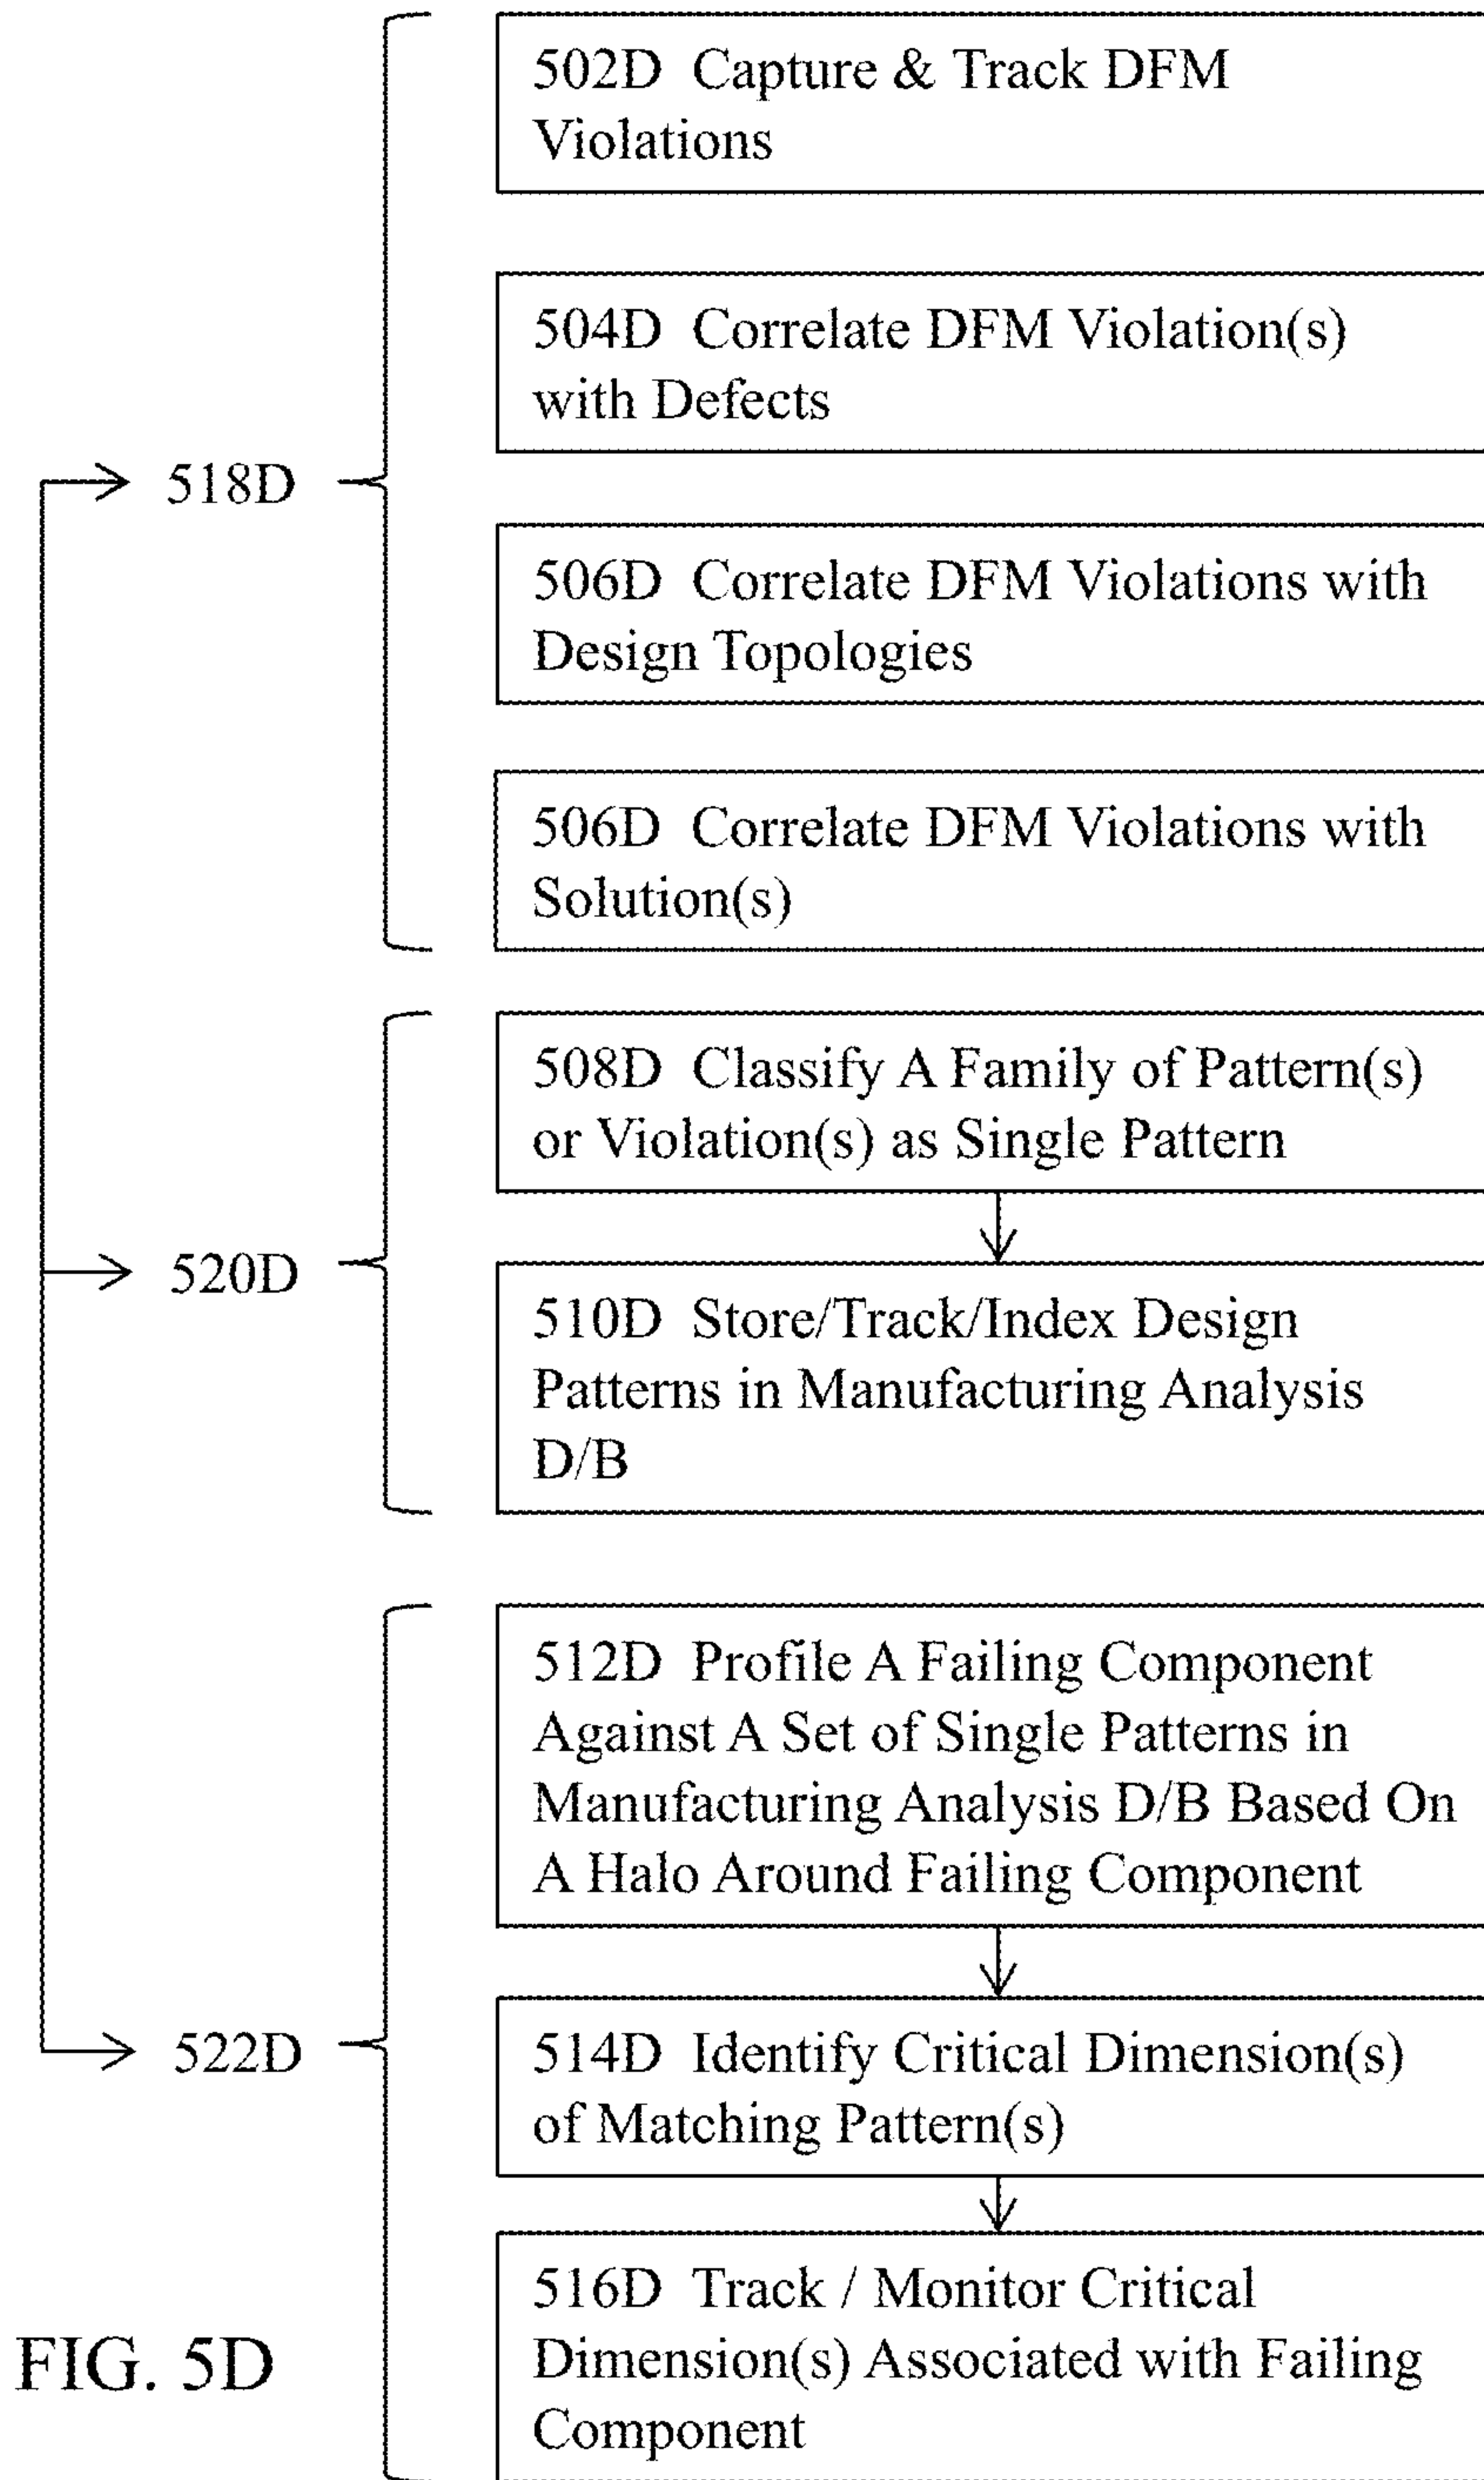 502D Capture & Track DFM
Violations
504D Correlate DFM Violation(s)
with Defects
518D
506D Correlate DFM Violations with
Design Topologies
506D Correlate DFM Violations with
Solution(s)
508D Classify A Family of Pattern(s)
or Violation(s) as Single Pattern
520D
510D Store/Track/Index Design
Patterns in Manufacturing Analysis
D/B
512D Profile A Failing Component
Against A Set of Single Patterns in
Manufacturing Analysis D/B Based On
A Halo Around Failing Component
522D
514D Identify Critical Dimension(s)
of Matching Pattern(s)
516D Track / Monitor Critical
Dimension(s) Associated with Failing
Component
FIG. 5D